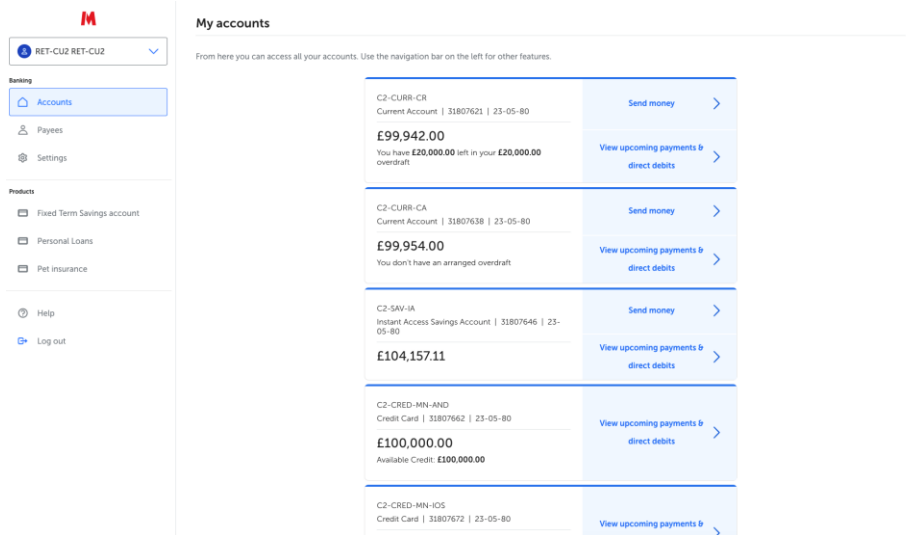 M
RET-CU2 RET-CU2
Banking
Accounts
Payees
Settings
Products
Fixed Term Savings account
Personal Loans
Pet insurance
Help
Log out
My accounts
From here you can access all your accounts. Use the navigation bar on the left for other features.
C2-CURR-CR
Current Account | 31807621 | 23-05-80
£99,942.00
You have £20,000.00 left in your £20,000.00
overdraft
Send money
View upcoming payments &
direct debits
C2-CURR-CA
Current Account | 31807638 | 23-05-80
£99,954.00
You don't have an arranged overdraft
Send money
View upcoming payments &
direct debits
C2-SAV-IA
Instant Access Savings Account | 31807646 | 23-
05-80
£104,157.11
Send money
View upcoming payments &
direct debits
C2-CRED-MN-AND
Credit Card | 31807662 | 23-05-80
£100,000.00
Available Credit: £100,000.00
View upcoming payments &
direct debits
C2-CRED-MN-IOS
Credit Card | 31807672 | 23-05-80
View upcoming payments &